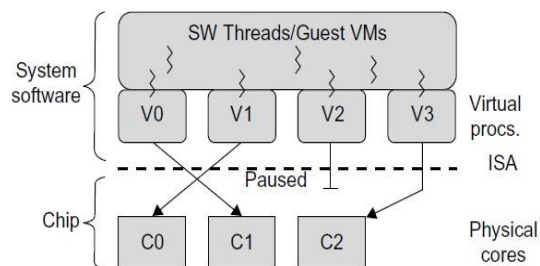 SW Threads/Guest VMs
System
software
V0 V1 V2 V3
Virtual
procs.
ISA
Paused
Chip
C0 C1 C2
Physical
cores